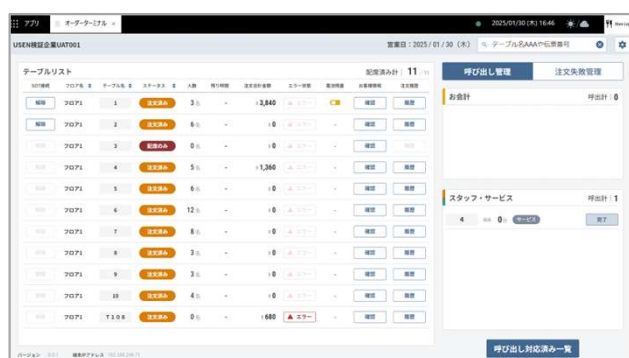 アプリ オーダーターミナル × 2025/01/30 (木) 16:46
USEN検証企業UAT001 営業日：2025 / 01 / 30 （木） テーブル名AAAや伝票番号
テーブルリスト 配席済み計 11
フロア名 テーブル名 ステータス 人数 残り時間 注文合計金額 エラー状態 電池残量 お客様情報 注文履歴
解除 フロア1 1 注文済み 3名 - ¥3,840 エラー 確認 履歴
解除 フロア1 2 注文済み 6名 - ¥0 エラー - 確認 履歴
フロア1 3 配席のみ 0名 - ¥0 エラー - 確認
フロア1 4 注文済み 5名 - ¥1,360 エラー - 確認 履歴
フロア1 5 注文済み 6名 - ¥0 エラー - 確認 履歴
フロア1 6 注文済み 12名 - ¥0 エラー - 確認 履歴
フロア1 7 注文済み 8名 - ¥0 エラー - 確認 履歴
フロア1 8 注文済み 3名 - ¥0 エラー - 確認 履歴
フロア1 9 注文済み 3名 - ¥0 エラー - 確認 履歴
フロア1 10 注文済み 4名 - ¥0 エラー - 確認 履歴
フロア1 T108 注文済み 0名 - ¥680 エラー - 確認 履歴
バージョン 端末IPアドレス
呼び出し管理 注文失敗管理
お会計 呼出計 0
スタッフ・サービス 呼出計 1
4 0 サービス 完了
呼び出し対応済み一覧